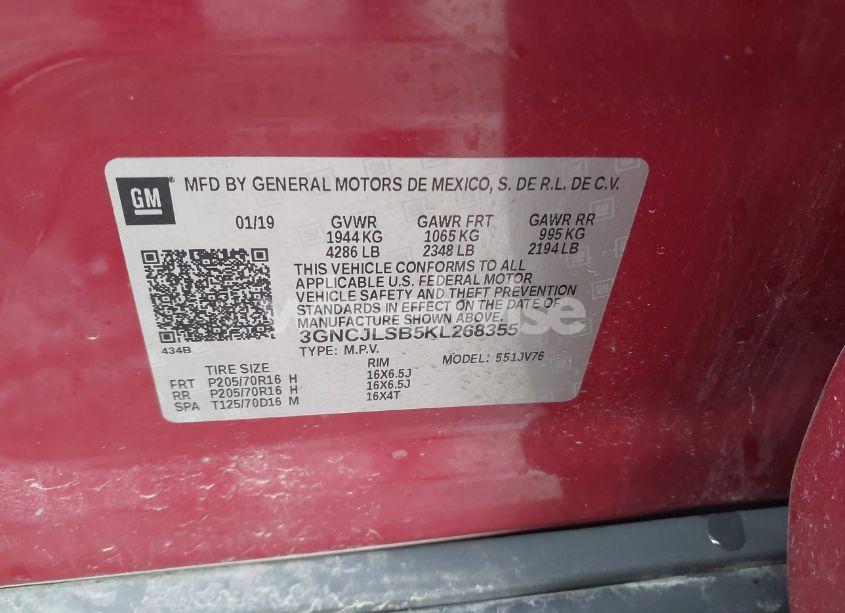 GM
MFD BY GENERAL MOTORS DE MEXICO, S. DE R.L. DE C.V.
01/19 GVWR GAWR FRT GAWR RR
1944 KG 1065 KG 995 KG
4286 LB 2348 LB 2194 LB
THIS VEHICLE CONFORMS TO ALL
APPLICABLE U.S. FEDERAL MOTOR
VEHICLE SAFETY AND THEFT PREVENTION
STANDARDS IN EFFECT ON THE DATE OF
MANUFACTURE SHOWN ABOVE.
3GNCJLSB5KL268355
434B
TYPE: M.P.V. MODEL: 551JV76
TIRE SIZE RIM
FRT P205/70R16 H 16X6.5J
RR P205/70R16 H 16X6.5J
SPA T125/70D16 M 16X4T